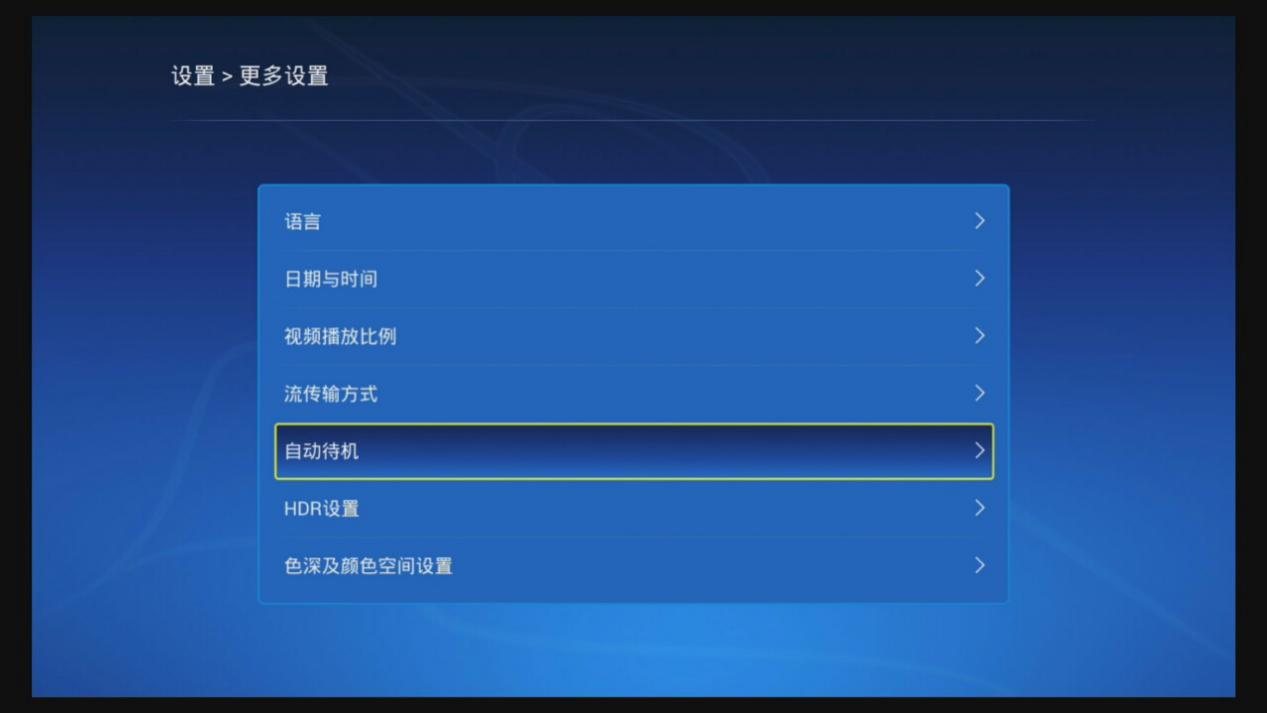 设置 > 更多设置
语言
日期与时间
视频播放比例
流传输方式
自动待机
HDR设置
色深及颜色空间设置